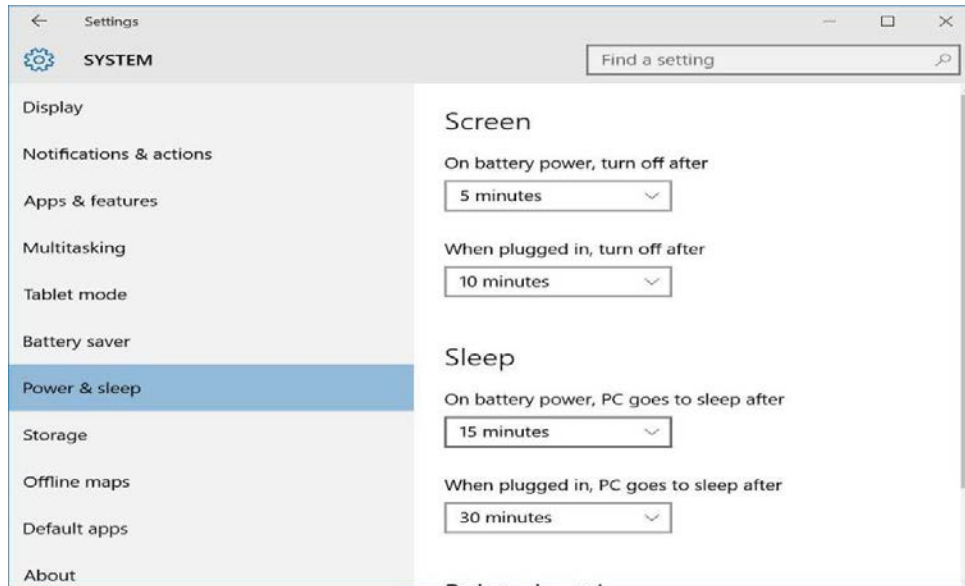 Settings
SYSTEM
Find a setting
Display
Notifications & actions
Apps & features
Multitasking
Tablet mode
Battery saver
Power & sleep
Storage
Offline maps
Default apps
About
Screen
On battery power, turn off after
5 minutes
When plugged in, turn off after
10 minutes
Sleep
On battery power, PC goes to sleep after
15 minutes
When plugged in, PC goes to sleep after
30 minutes